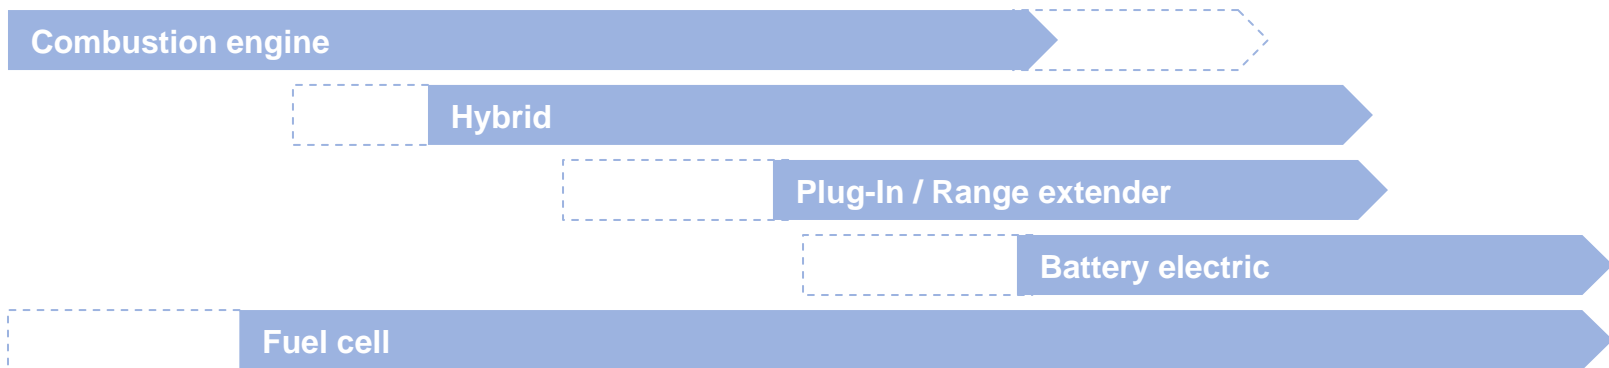 Combustion engine
Hybrid
Plug-In / Range extender
Battery electric
Fuel cell